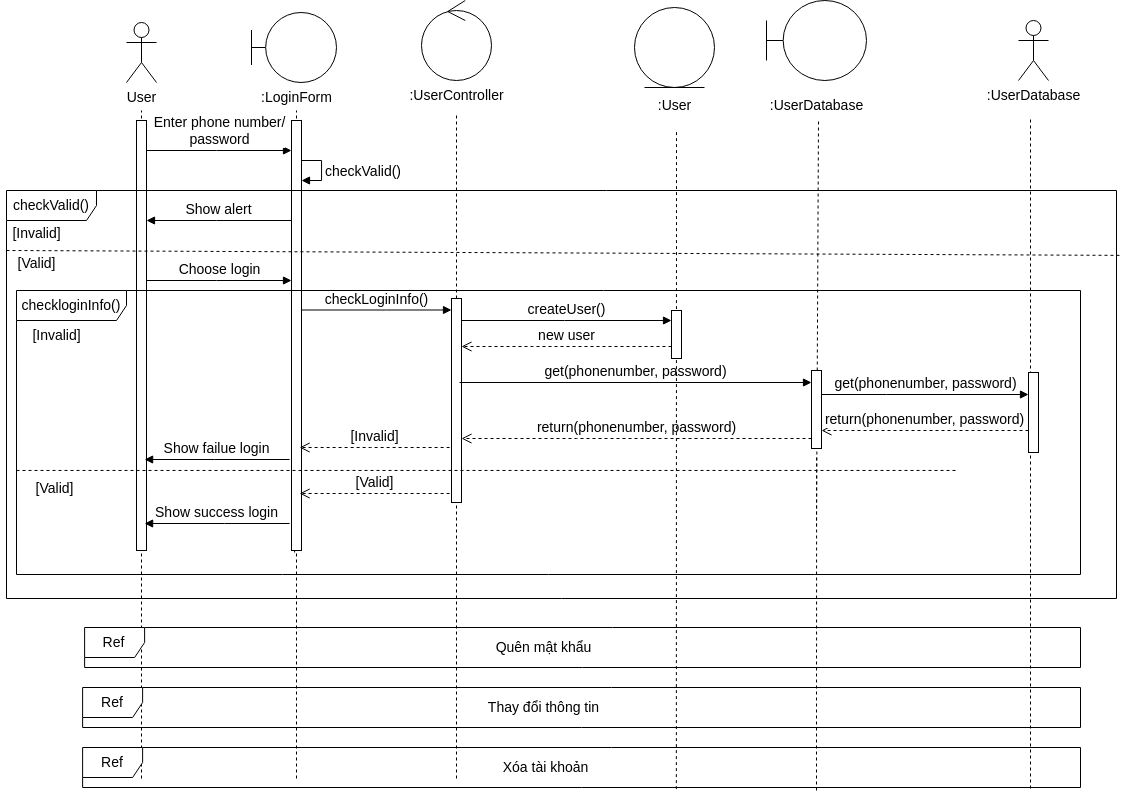 User
:LoginForm
:UserController
:User
:UserDatabase
:UserDatabase
Enter phone number/
password
checkValid()
checkValid()
Show alert
[Invalid]
[Valid]
Choose login
checkloginInfo()
checkLoginInfo()
createUser()
[Invalid]
new user
get(phonenumber, password)
get(phonenumber, password)
return(phonenumber, password)
return(phonenumber, password)
[Invalid]
Show failue login
[Valid]
[Valid]
Show success login
Ref
Quên mật khẩu
Ref
Thay đổi thông tin
Ref
Xóa tài khoản